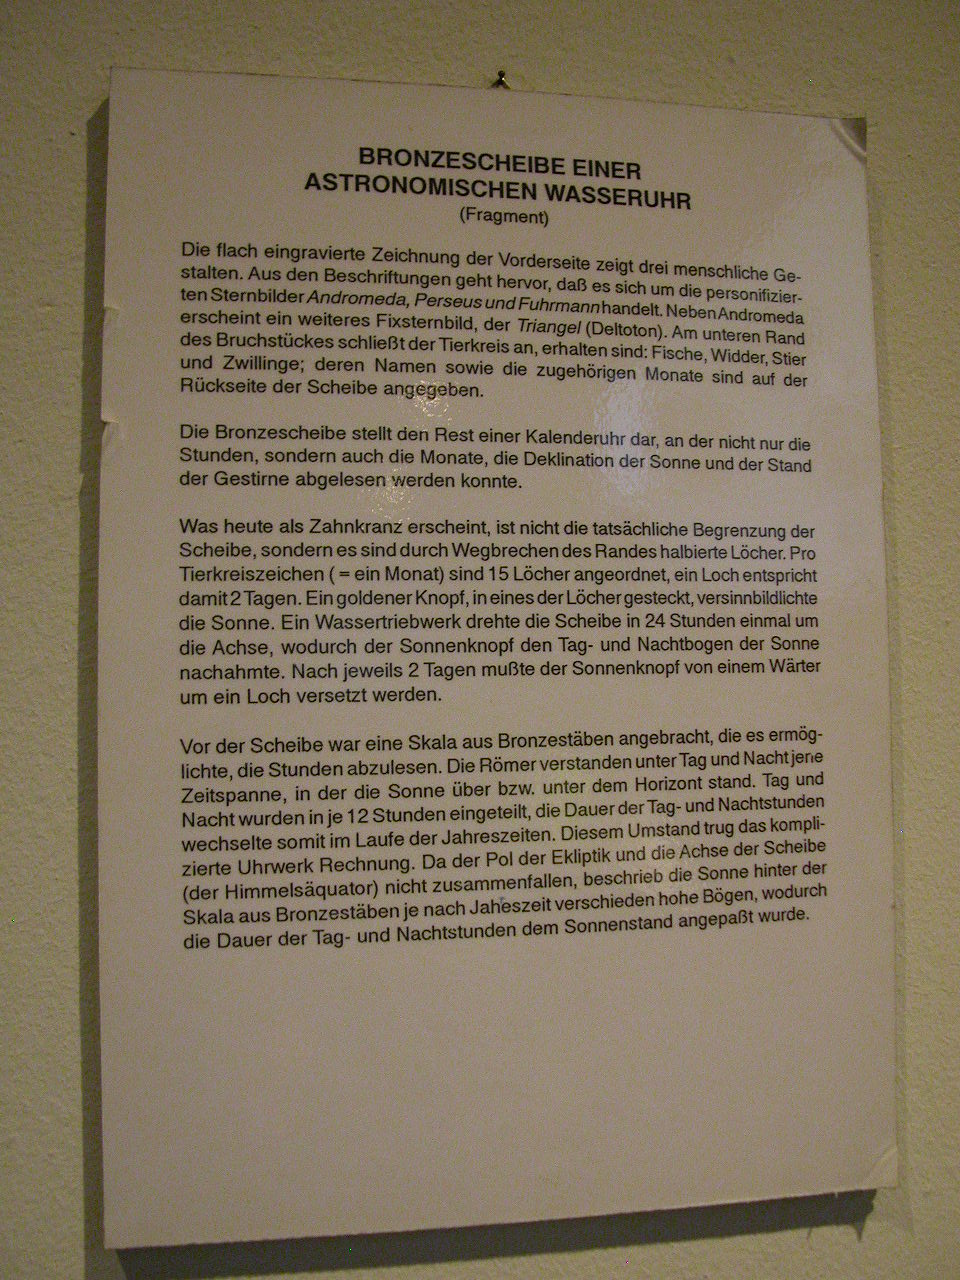 BRONZESCHEIBE EINER
ASTRONOMISCHEN WASSERUHR
(Fragment)
Die flach eingravierte Zeichnung der Vorderseite zeigt drei menschliche Ge-
stalten. Aus den Beschriftungen geht hervor, daß es sich um die personifizier-
ten Sternbilder Andromeda, Perseus und Fuhrmann handelt. Neben Andromeda
erscheint ein weiteres Fixsternbild, der Triangel (Deltoton). Am unteren Rand
des Bruchstückes schließt der Tierkreis an, erhalten sind: Fische, Widder, Stier
und Zwillinge; deren Namen sowie die zugehörigen Monate sind auf der
Rückseite der Scheibe angegeben.
Die Bronzescheibe stellt den Rest einer Kalenderuhr dar, an der nicht nur die
Stunden, sondern auch die Monate, die Deklination der Sonne und der Stand
der Gestirne abgelesen werden konnte.
Was heute als Zahnkranz erscheint, ist nicht die tatsächliche Begrenzung der
Scheibe, sondern es sind durch Wegbrechen des Randes halbierte Löcher. Pro
Tierkreiszeichen ( = ein Monat) sind 15 Löcher angeordnet, ein Loch entspricht
damit 2 Tagen. Ein goldener Knopf, in eines der Löcher gesteckt, versinnbildlichte
die Sonne. Ein Wassertriebwerk drehte die Scheibe in 24 Stunden einmal um
die Achse, wodurch der Sonnenknopf den Tag- und Nachtbogen der Sonne
nachahmte. Nach jeweils 2 Tagen mußte der Sonnenknopf von einem Wärter
um ein Loch versetzt werden.
Vor der Scheibe war eine Skala aus Bronzestäben angebracht, die es ermög-
lichte, die Stunden abzulesen. Die Römer verstanden unter Tag und Nacht jene
Zeitspanne, in der die Sonne über bzw. unter dem Horizont stand. Tag und
Nacht wurden in je 12 Stunden eingeteilt, die Dauer der Tag- und Nachtstunden
wechselte somit im Laufe der Jahreszeiten. Diesem Umstand trug das kompli-
zierte Uhrwerk Rechnung. Da der Pol der Ekliptik und die Achse der Scheibe
(der Himmelsäquator) nicht zusammenfallen, beschrieb die Sonne hinter der
Skala aus Bronzestäben je nach Jahreszeit verschieden hohe Bögen, wodurch
die Dauer der Tag- und Nachtstunden dem Sonnenstand angepaßt wurde.